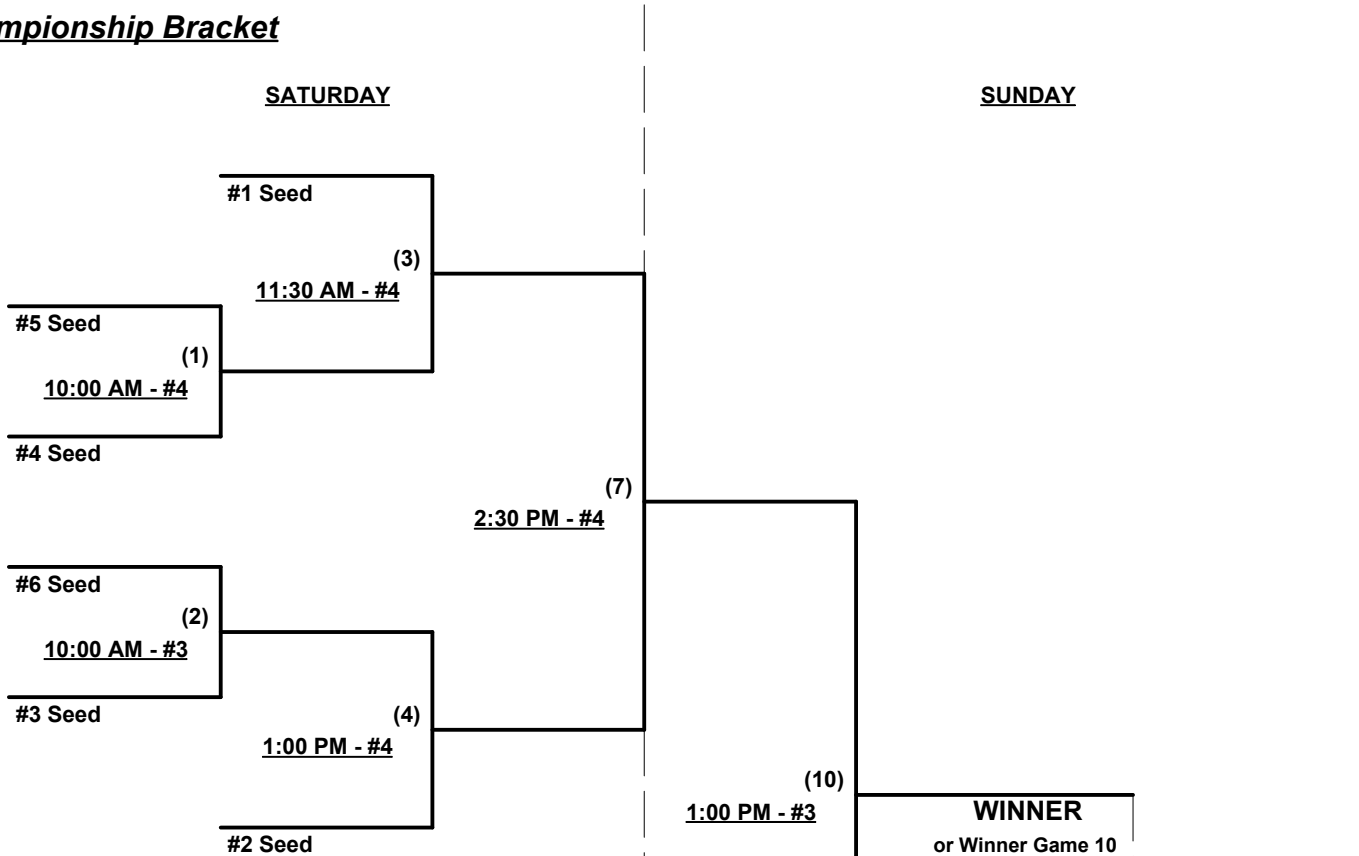 mpionship Bracket
SATURDAY
SUNDAY
#1 Seed
(3)
11:30 AM - #4
#5 Seed
(1)
10:00 AM - #4
#4 Seed
(7)
2:30 PM - #4
#6 Seed
(2)
10:00 AM - #3
#3 Seed
(4)
1:00 PM - #4
(10)
1:00 PM - #3
WINNER
#2 Seed
or Winner Game 10